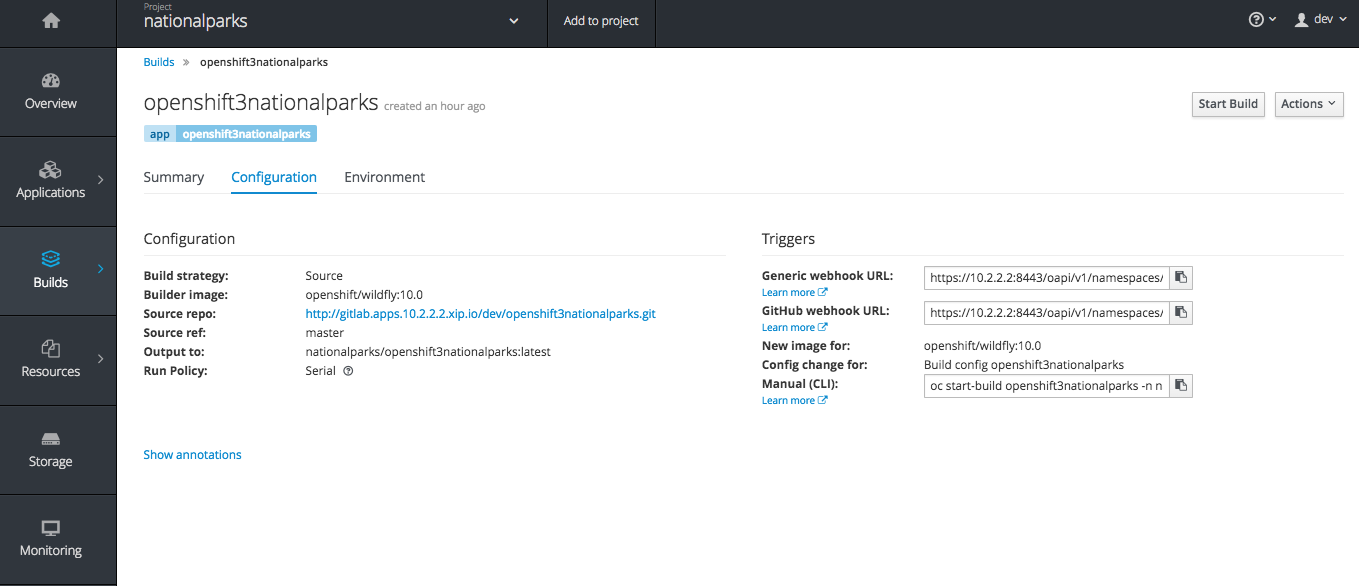 Project
nationalparks
Add to project
dev
Overview
Applications
Builds
Resources
Storage
Monitoring
Builds » openshift3nationalparks
openshift3nationalparks created an hour ago
Start Build
Actions
app openshift3nationalparks
Summary
Configuration
Environment
Configuration
Build strategy: Source
Builder image: openshift/wildfly:10.0
Source repo: http://gitlab.apps.10.2.2.2.xip.io/dev/openshift3nationalparks.git
Source ref: master
Output to: nationalparks/openshift3nationalparks:latest
Run Policy: Serial
Show annotations
Triggers
Generic webhook URL: https://10.2.2.2:8443/oapi/v1/namespaces/
Learn more
GitHub webhook URL: https://10.2.2.2:8443/oapi/v1/namespaces/
Learn more
New image for: openshift/wildfly:10.0
Config change for: Build config openshift3nationalparks
Manual (CLI): oc start-build openshift3nationalparks -n n
Learn more